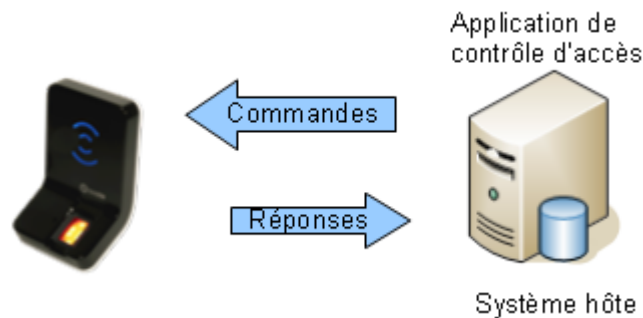 Application de
contrôle d'accès
Commandes
Réponses
Système hôte